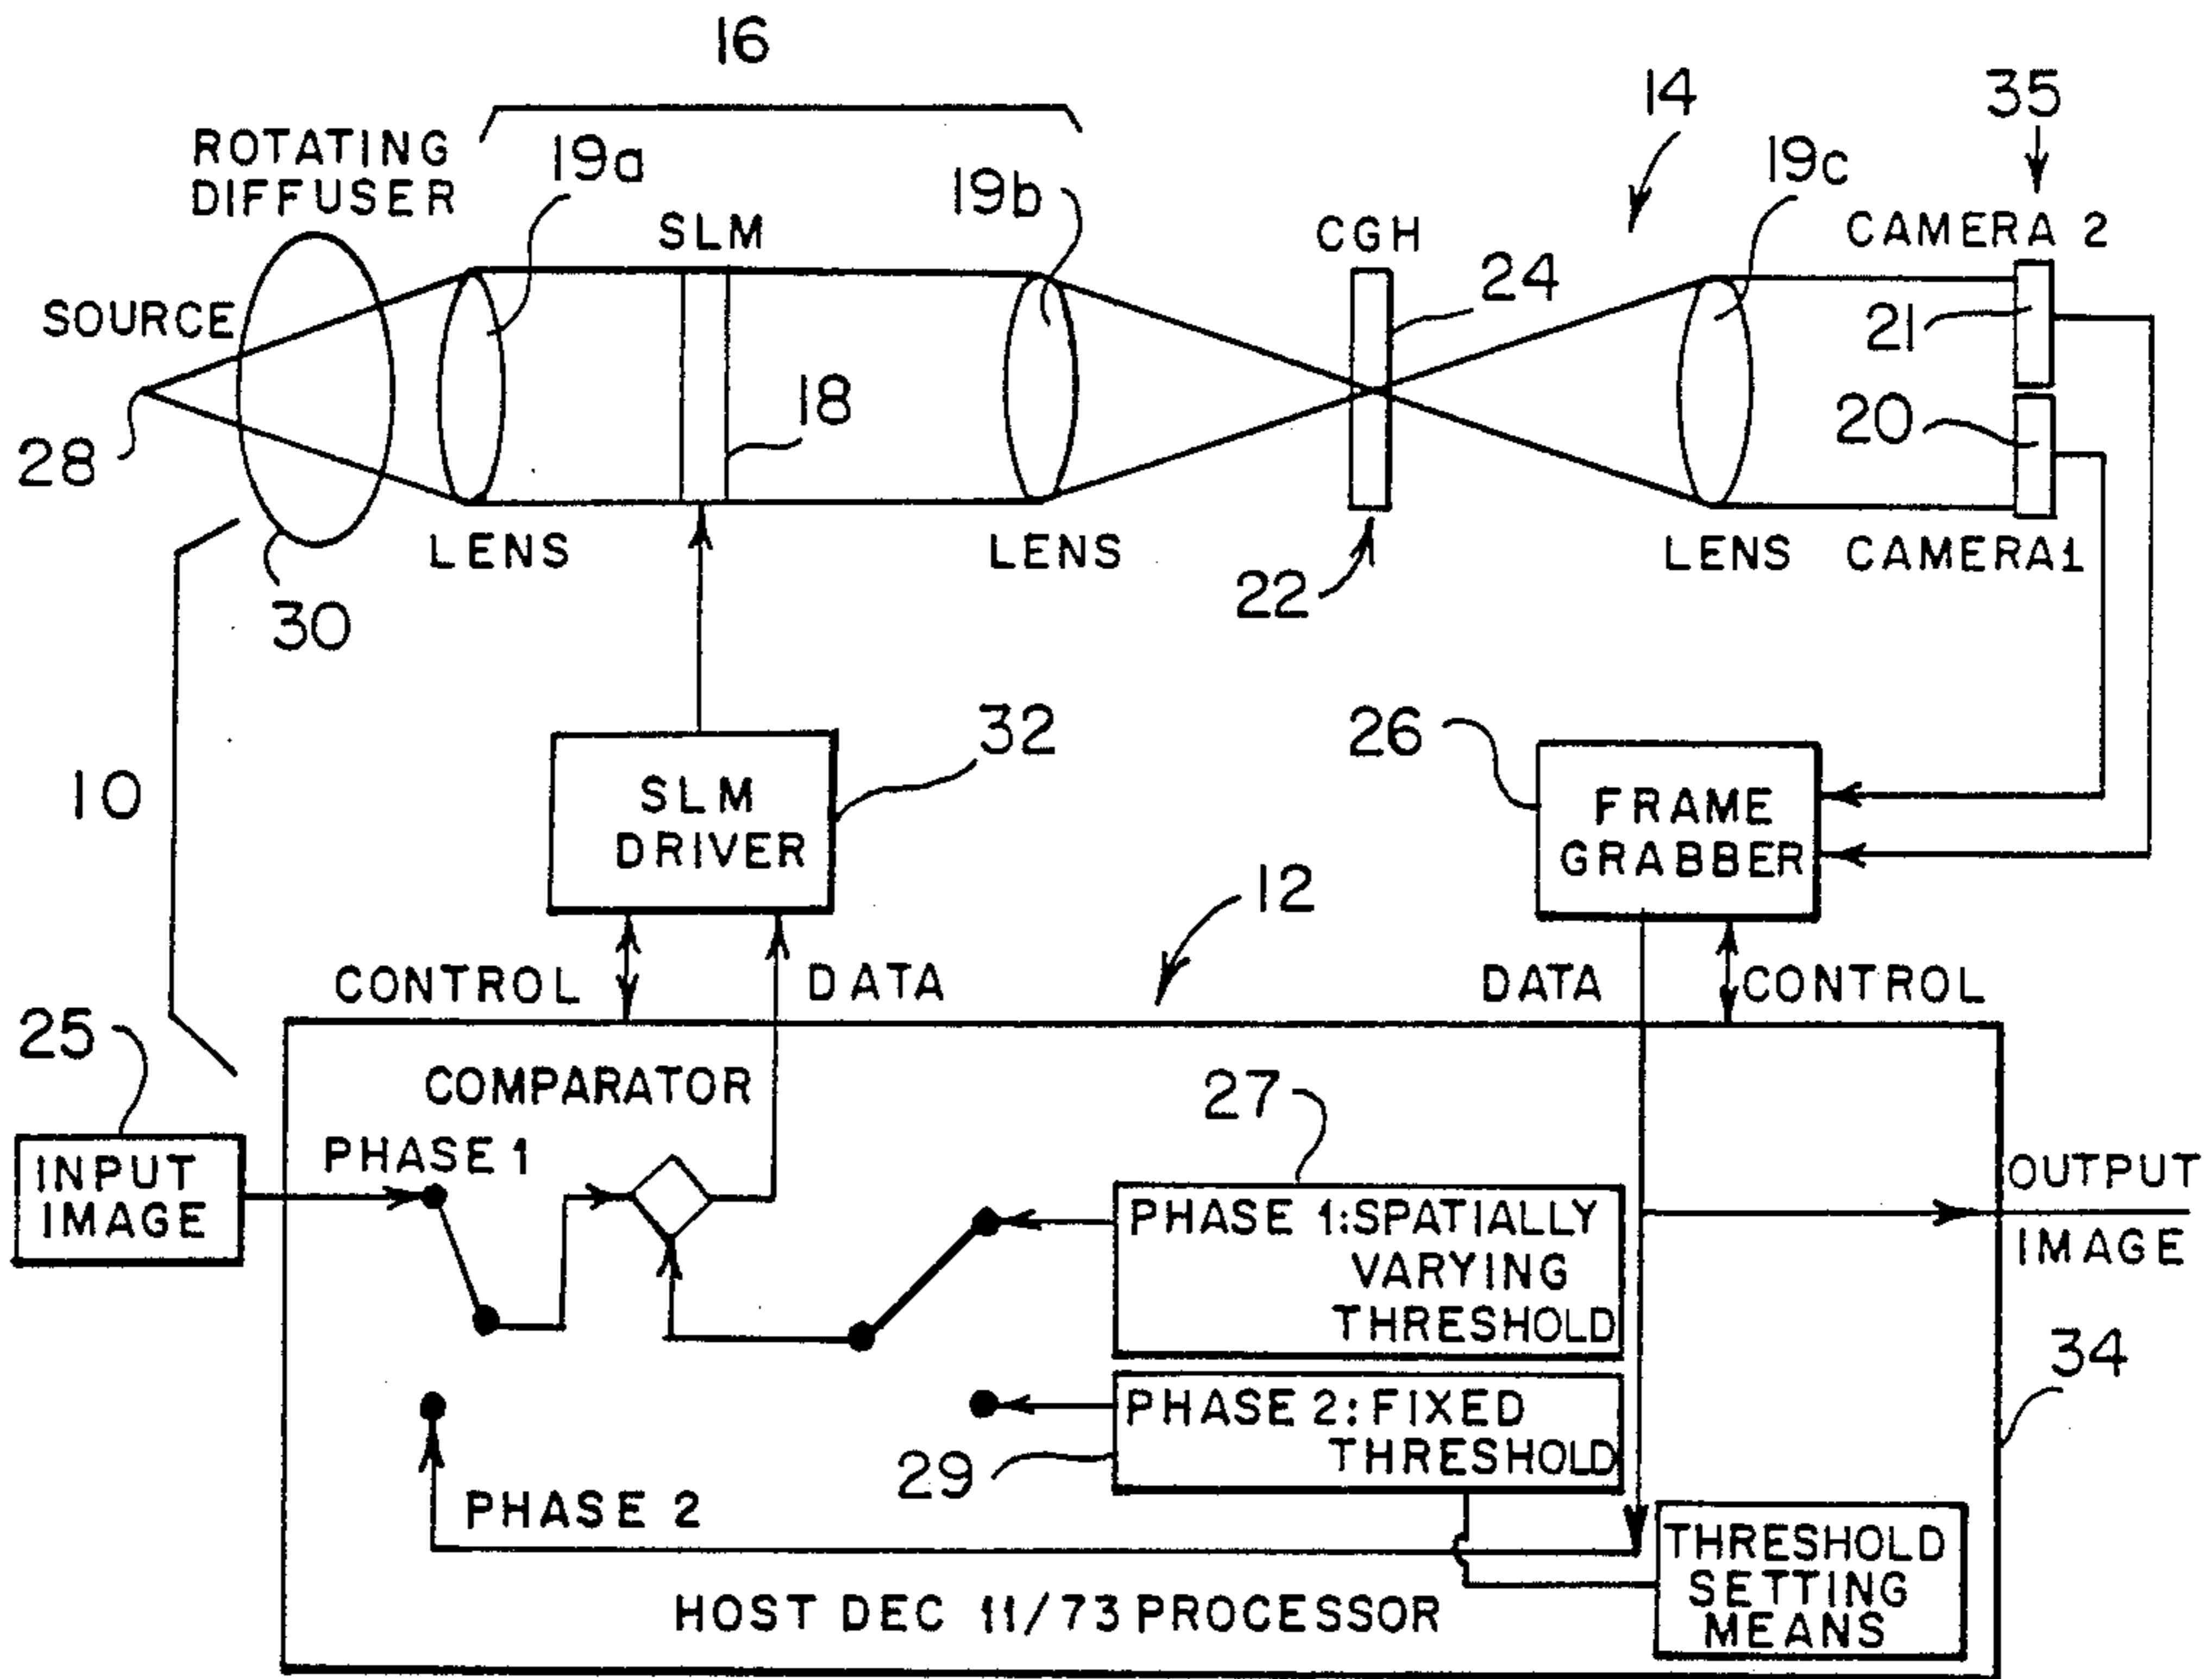 16
14
35
ROTATING
DIFFUSER
19a
19b
19c
SLM
CGH
CAMERA 2
SOURCE
24
21
18
20
28
LENS
LENS
LENS
CAMERA1
22
30
32
26
10
SLM
DRIVER
FRAME
GRABBER
12
CONTROL
DATA
DATA
CONTROL
25
COMPARATOR
27
PHASE 1
INPUT
IMAGE
PHASE 1:SPATIALLY
VARYING
THRESHOLD
OUTPUT
IMAGE
34
PHASE 2:FIXED
THRESHOLD
29
PHASE 2
THRESHOLD
SETTING
MEANS
HOST DEC 11/73 PROCESSOR